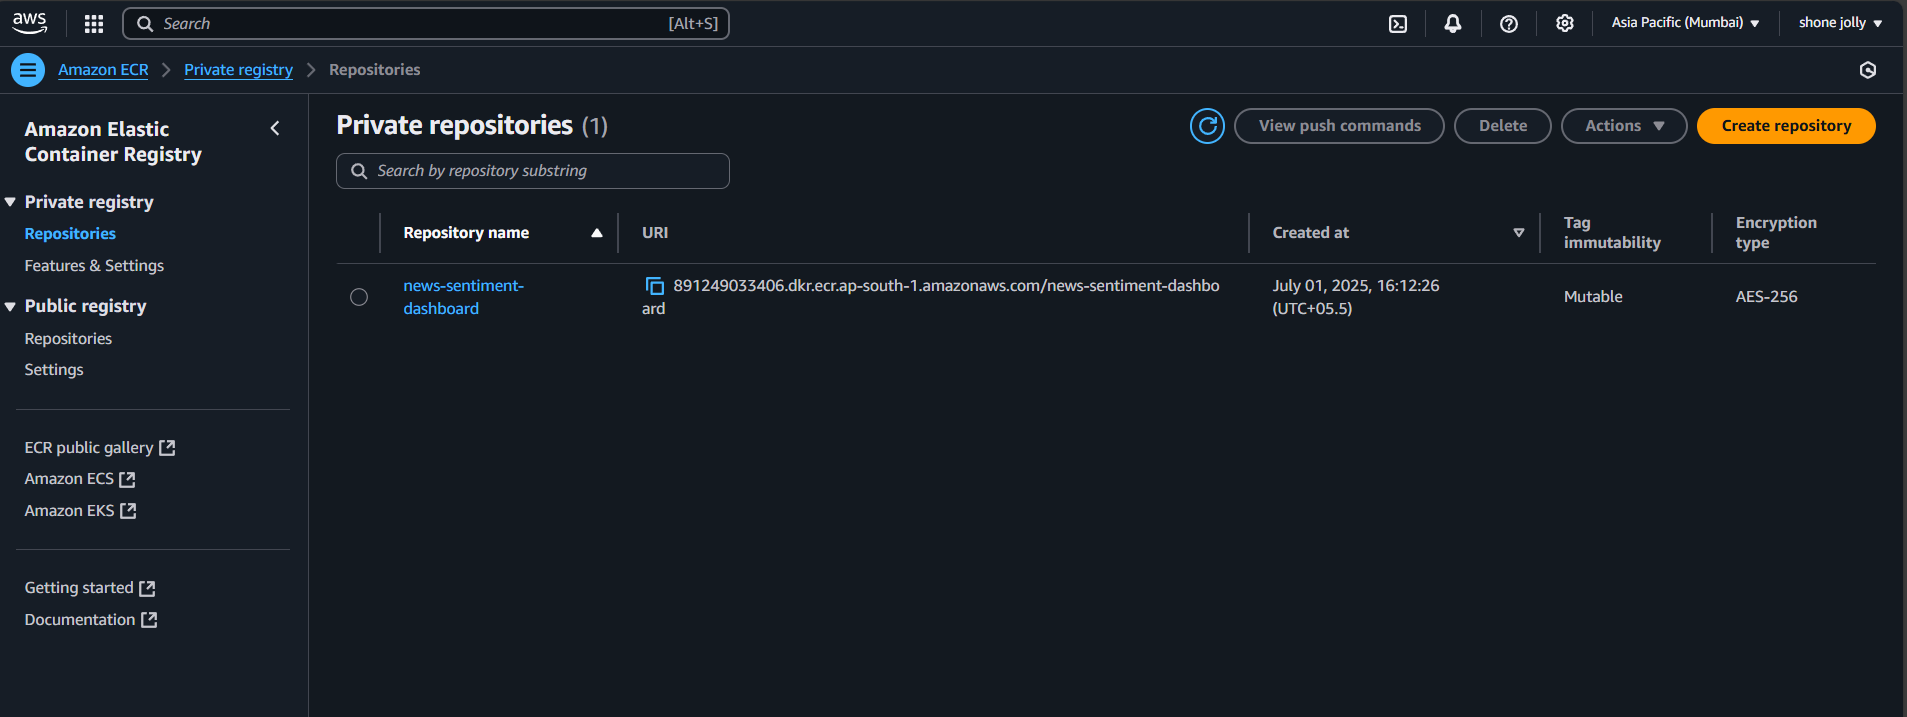 aws
Search [Alt+S]
Asia Pacific (Mumbai)
shone jolly
Amazon ECR
Private registry
Repositories
Amazon Elastic
Container Registry
Private registry
Repositories
Features & Settings
Public registry
Repositories
Settings
ECR public gallery
Amazon ECS
Amazon EKS
Getting started
Documentation
Private repositories (1)
View push commands
Delete
Actions
Create repository
Search by repository substring
Repository name
URI
Created at
Tag
immutability
Encryption
type
news-sentiment-
dashboard
891249033406.dkr.ecr.ap-south-1.amazonaws.com/news-sentiment-dashbo
ard
July 01, 2025, 16:12:26
(UTC+05.5)
Mutable
AES-256